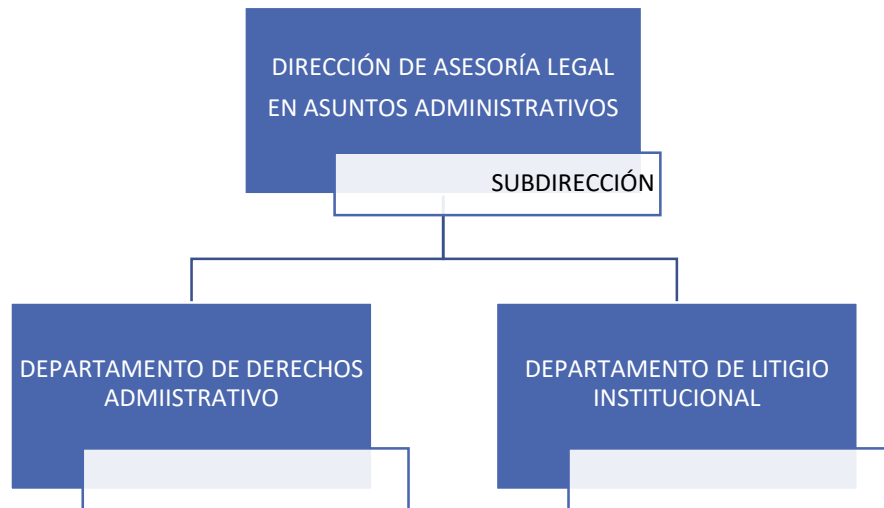 DIRECCIÓN DE ASESORÍA LEGAL
EN ASUNTOS ADMINISTRATIVOS
SUBDIRECCIÓN
DEPARTAMENTO DE DERECHOS
ADMIISTRATIVO
DEPARTAMENTO DE LITIGIO
INSTITUCIONAL